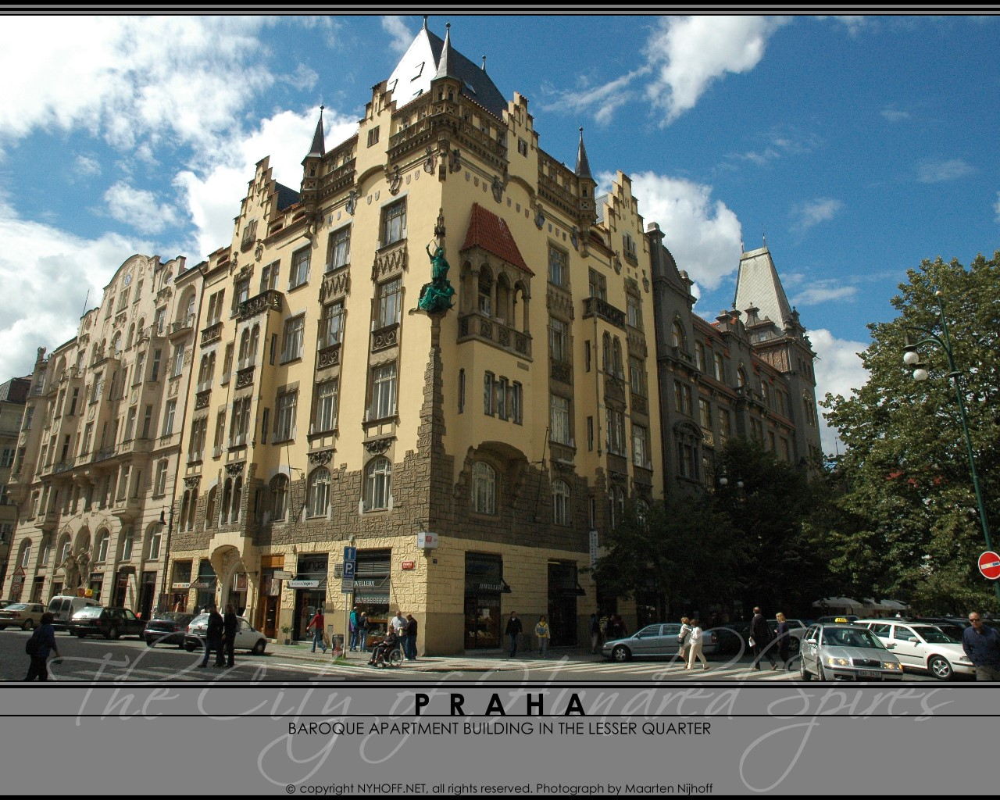 JEWELLERY
P
TAXI
The City of Hundred Spires
PRAHA
BAROQUE APARTMENT BUILDING IN THE LESSER QUARTER
© copyright NYHOFF.NET, all rights reserved. Photograph by Maarten Nijhoff